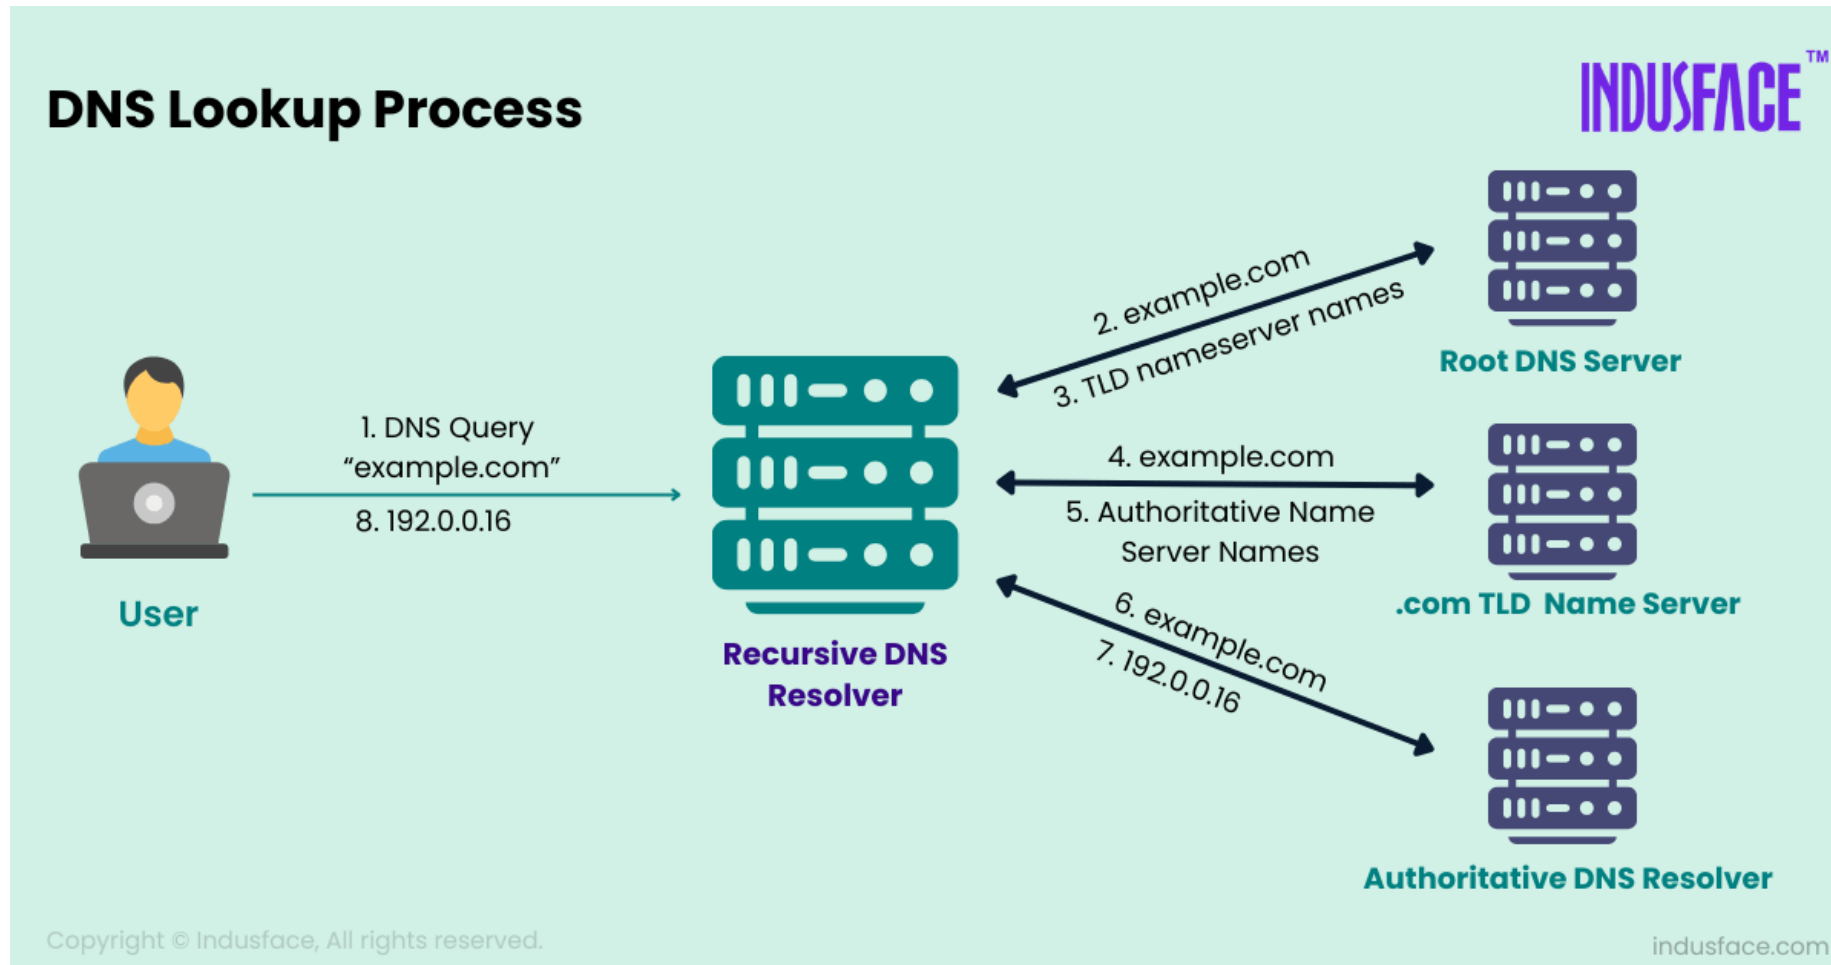 DNS Lookup Process
INDUSFACE™
1. DNS Query
“example.com”
8. 192.0.0.16
User
Recursive DNS
Resolver
2. example.com
3. TLD nameserver names
Root DNS Server
4. example.com
5. Authoritative Name
Server Names
.com TLD  Name Server
6. example.com
7. 192.0.0.16
Authoritative DNS Resolver
Copyright © Indusface, All rights reserved.
indusface.com